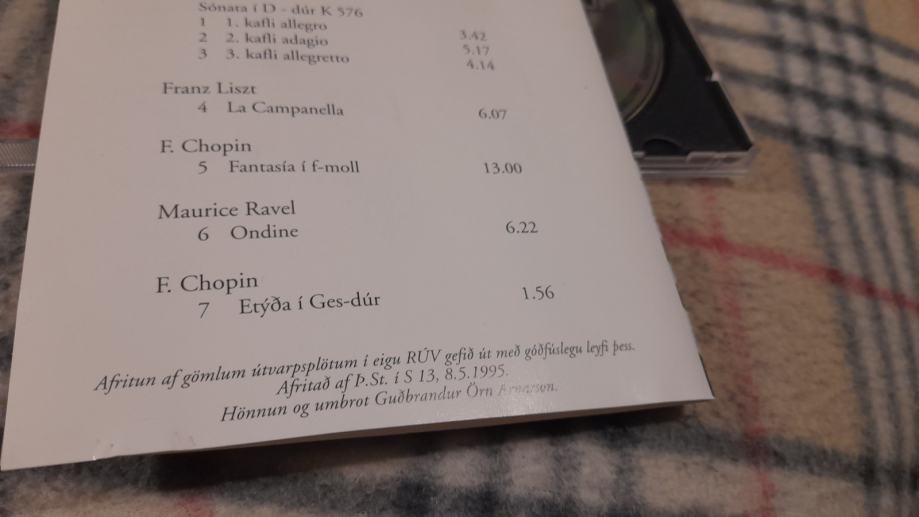 Sónata í D - dúr K 576
1 1. kafli allegro 3.42
2 2. kafli adagio 5.17
3 3. kafli allegretto 4.14
Franz Liszt
4 La Campanella 6.07
F. Chopin
5 Fantasía í f-moll 13.00
Maurice Ravel
6 Ondine 6.22
F. Chopin
7 Etýða í Ges-dúr 1.56
Afritun af gömlum útvarpsplötum í eigu RÚV gefið út með góðfúslegu leyfi þess.
Afritað af Þ.St. í S 13, 8.5.1995.
Hönnun og umbrot Guðbrandur Örn Arnarson.